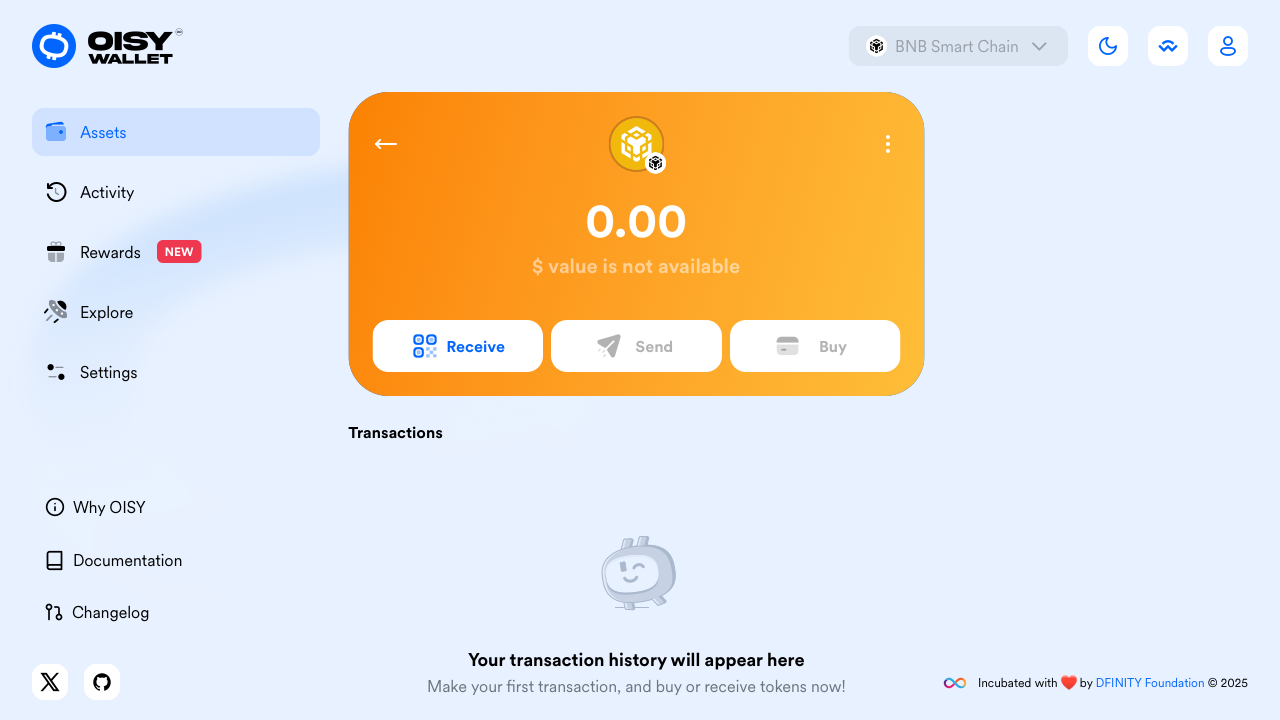 OISY
WALLET
BNB Smart Chain
Assets
Activity
Rewards NEW
Explore
Settings
Why OISY
Documentation
Changelog
0.00
$ value is not available
Receive
Send
Buy
Transactions
Your transaction history will appear here
Make your first transaction, and buy or receive tokens now!
Incubated with ❤️ by DFINITY Foundation © 2025